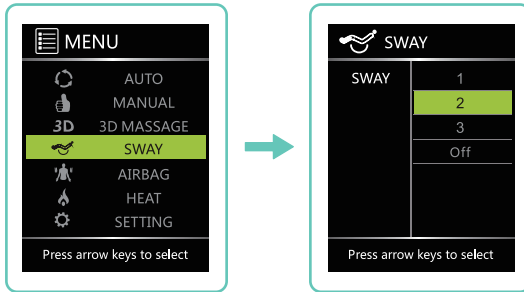 MENU
AUTO
MANUAL
3D 3D MASSAGE
SWAY
AIRBAG
HEAT
SETTING
Press arrow keys to select
SWAY
SWAY 1
2
3
Off
Press arrow keys to select